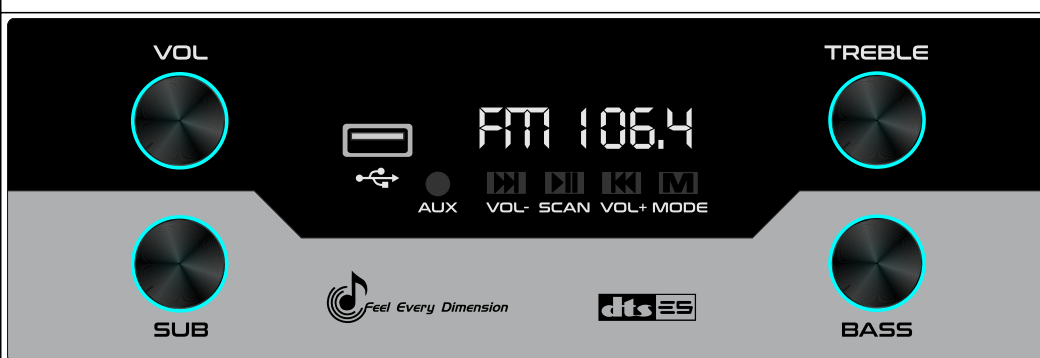 VOL
TREBLE
FM 106.4
M
AUX VOL- SCAN VOL+ MODE
Feel Every Dimension
dts ES
SUB
BASS